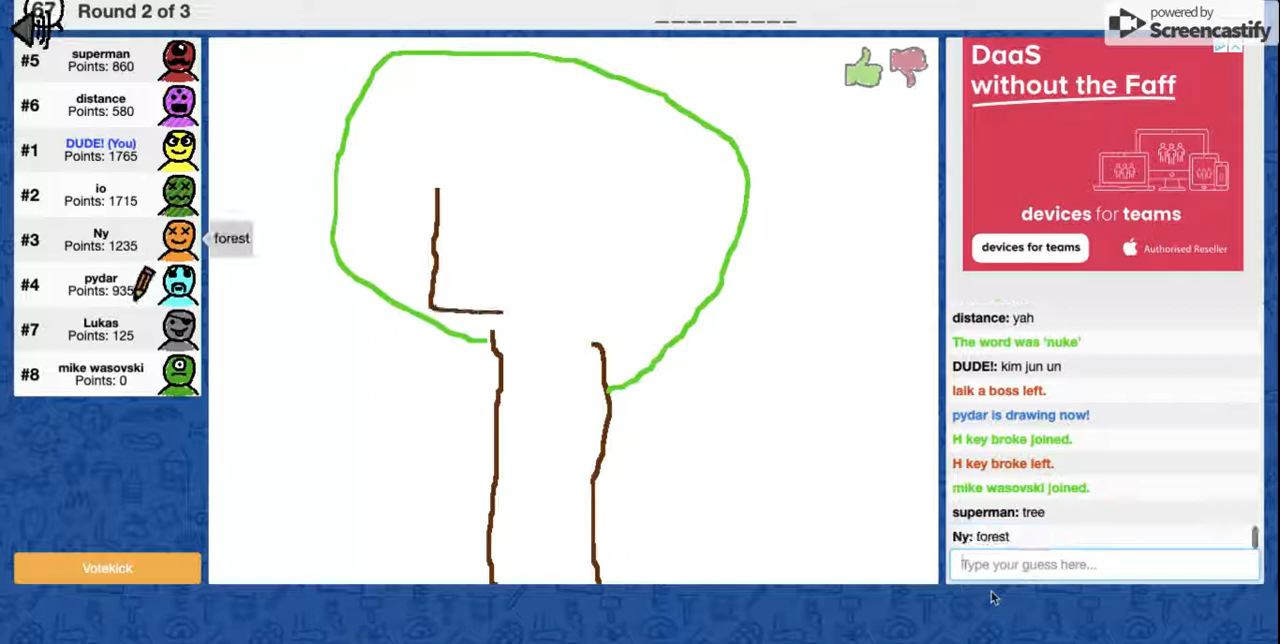 67
Round 2 of 3
_ _ _ _ _ _ _ _ _
powered by
Screencastify
#5 superman
Points: 860
#6 distance
Points: 580
#1 DUDE! (You)
Points: 1765
#2 io
Points: 1715
#3 Ny
Points: 1235
forest
#4 pydar
Points: 935
#7 Lukas
Points: 125
#8 mike wasovski
Points: 0
Votekick
DaaS
without the Faff
devices for teams
devices for teams
Authorised Reseller
distance: yah
The word was 'nuke'
DUDE!: kim jun un
laik a boss left.
pydar is drawing now!
H key broke joined.
H key broke left.
mike wasovski joined.
superman: tree
Ny: forest
Type your guess here...